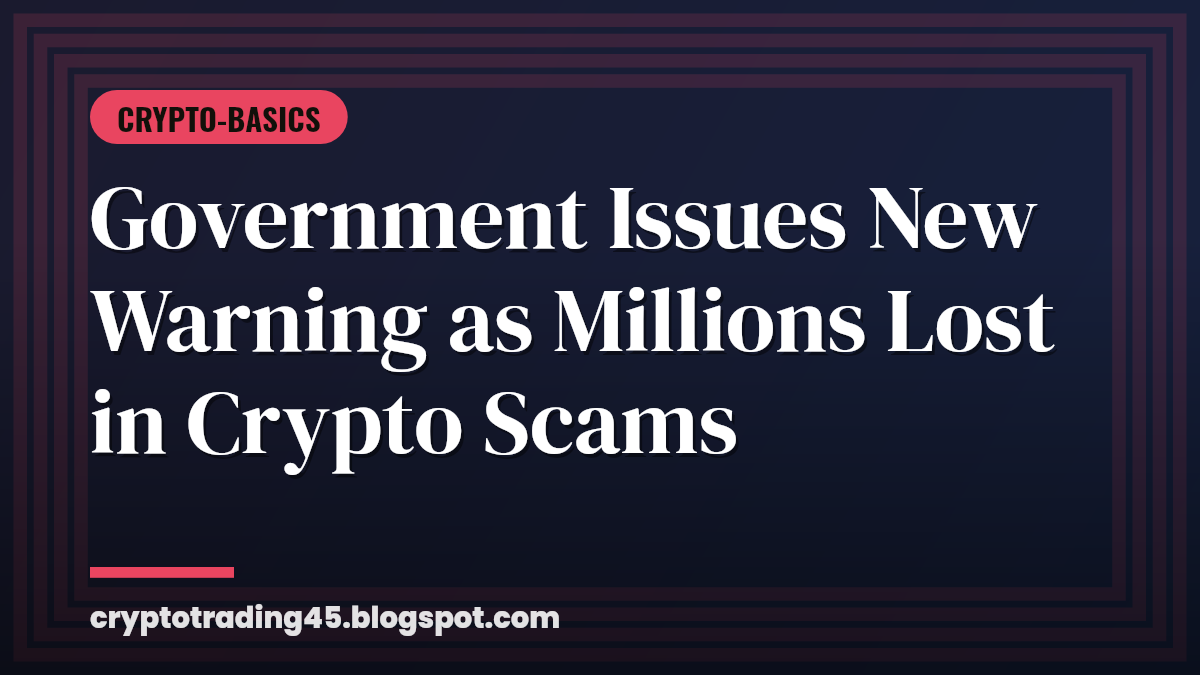 CRYPTO-BASICS
Government Issues New
Warning as Millions Lost
in Crypto Scams
cryptotrading45.blogspot.com